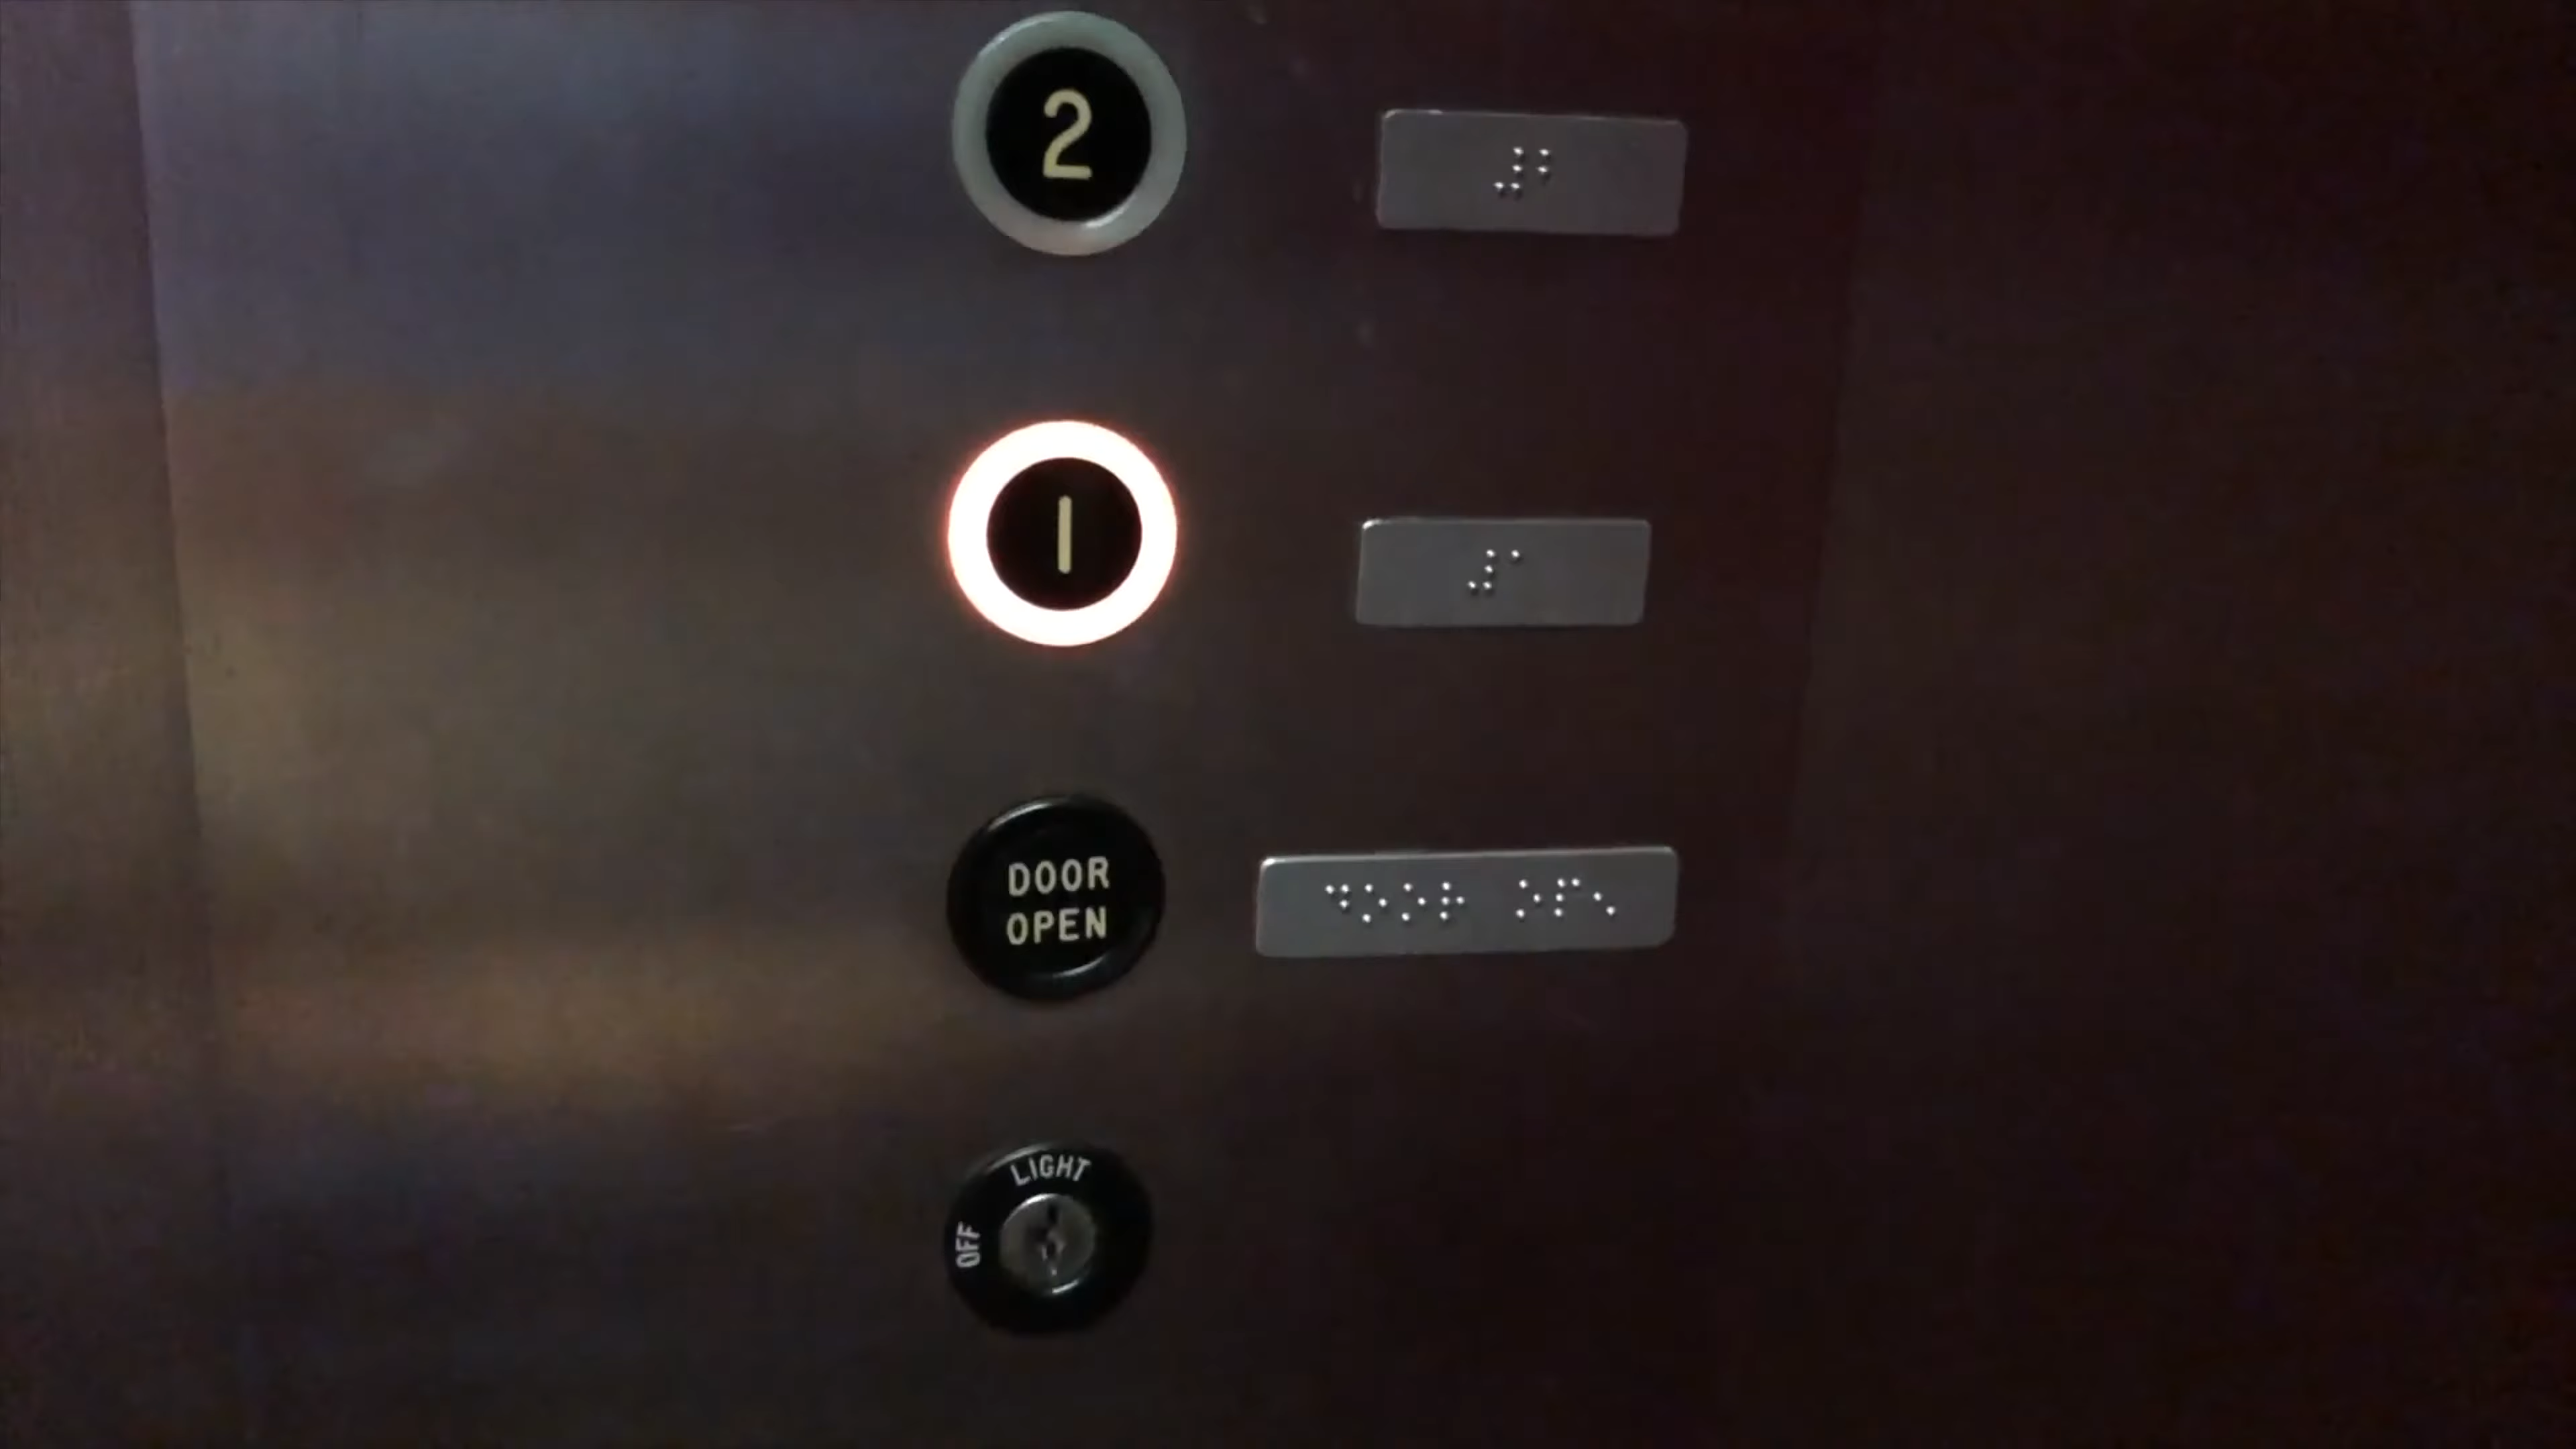 2 ⠼⠃
1 ⠼⠁
DOOR
OPEN
⠙⠕⠕⠗ ⠕⠏⠢
LIGHT
OFF